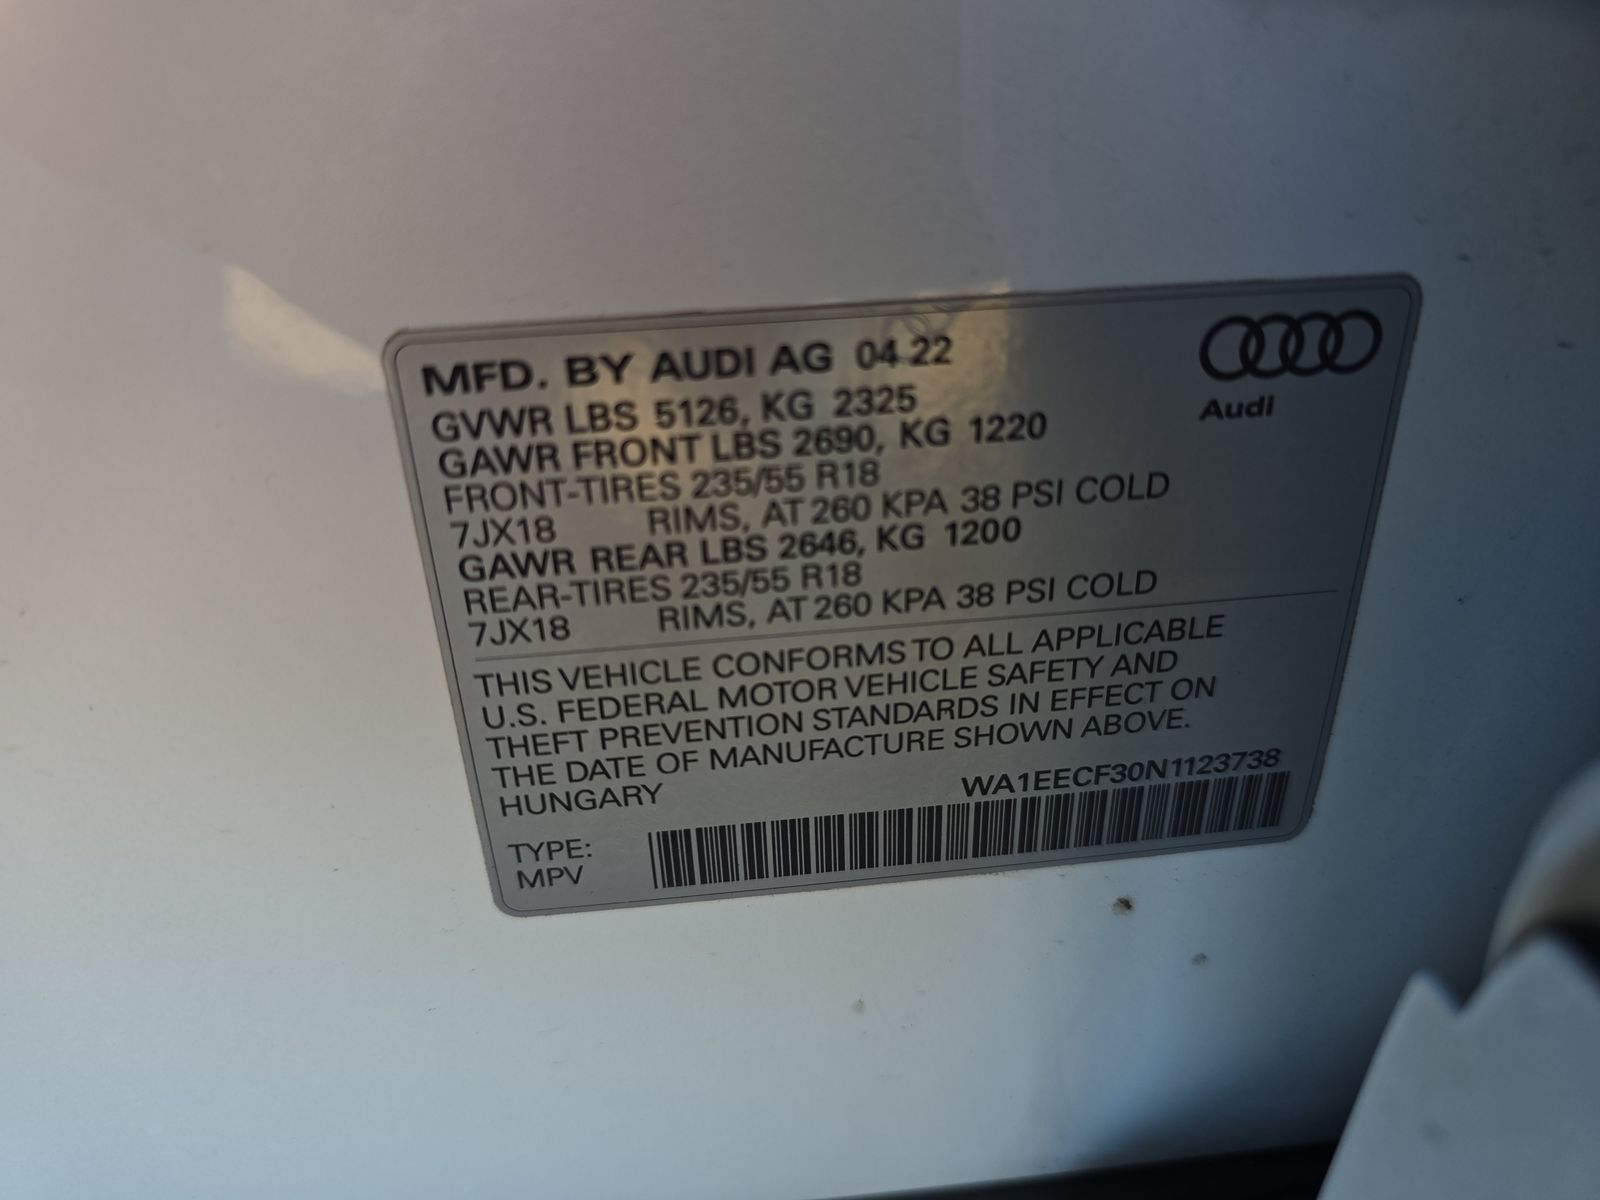 MFD. BY AUDI AG 04-22
GVWR LBS 5126, KG 2325
GAWR FRONT LBS 2690, KG 1220
FRONT-TIRES 235/55 R18
7JX18 RIMS, AT 260 KPA 38 PSI COLD
GAWR REAR LBS 2646, KG 1200
REAR-TIRES 235/55 R18
7JX18 RIMS, AT 260 KPA 38 PSI COLD
Audi
THIS VEHICLE CONFORMS TO ALL APPLICABLE
U.S. FEDERAL MOTOR VEHICLE SAFETY AND
THEFT PREVENTION STANDARDS IN EFFECT ON
THE DATE OF MANUFACTURE SHOWN ABOVE.
HUNGARY WA1EECF30N1123738
TYPE:
MPV